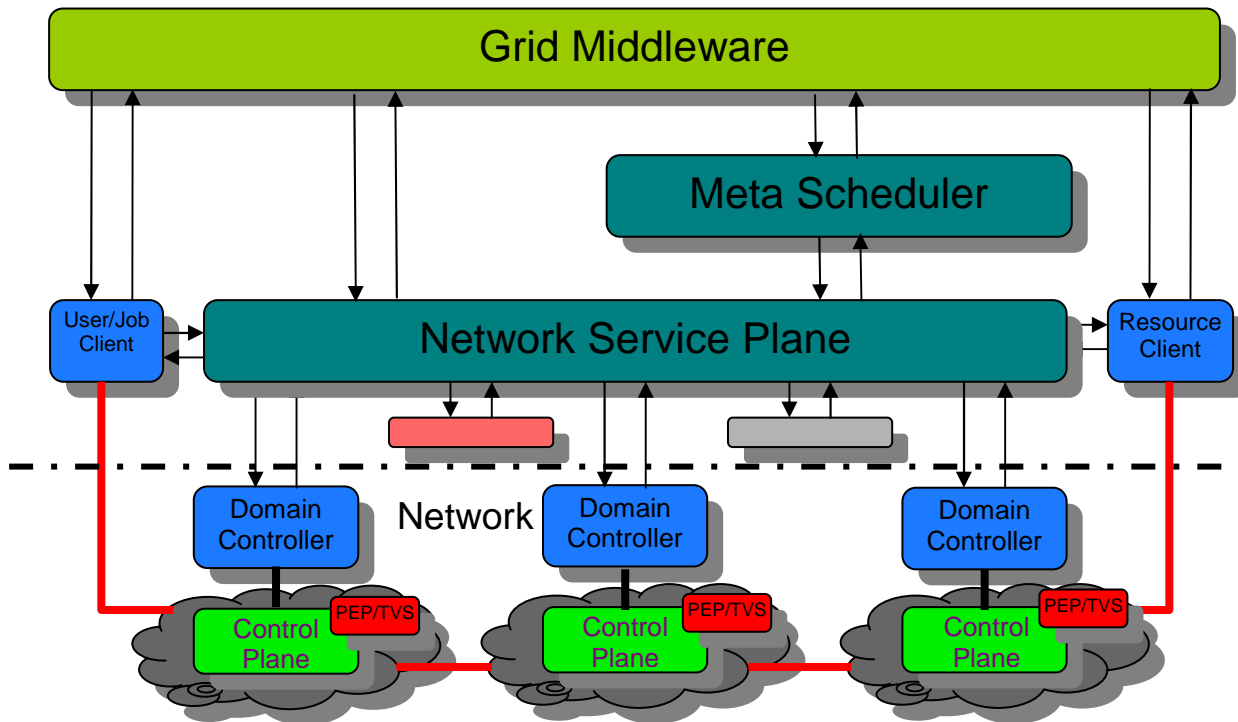 Grid Middleware
Meta Scheduler
User/Job
Client
Network Service Plane
Resource
Client
Domain
Controller
Network
Domain
Controller
Domain
Controller
PEP/TVS
Control
Plane
PEP/TVS
Control
Plane
PEP/TVS
Control
Plane